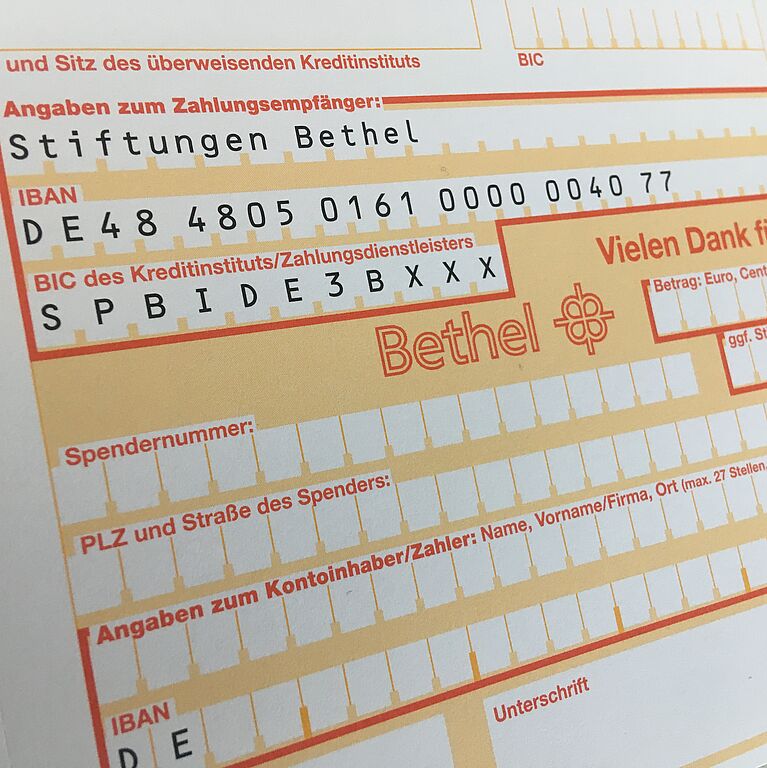 und Sitz des überweisenden Kreditinstituts
BIC
Angaben zum Zahlungsempfänger:
Stiftungen Bethel
IBAN
DE48 4805 0161 0000 0040 77
BIC des Kreditinstituts/Zahlungsdienstleisters
SPBIDE3BXXX
Vielen Dank
Betrag: Euro, Cent
Bethel
ggf. St
Spendernummer:
PLZ und Straße des Spenders:
Angaben zum Kontoinhaber/Zahler: Name, Vorname/Firma, Ort (max. 27 Stellen,
IBAN
DE
Unterschrift